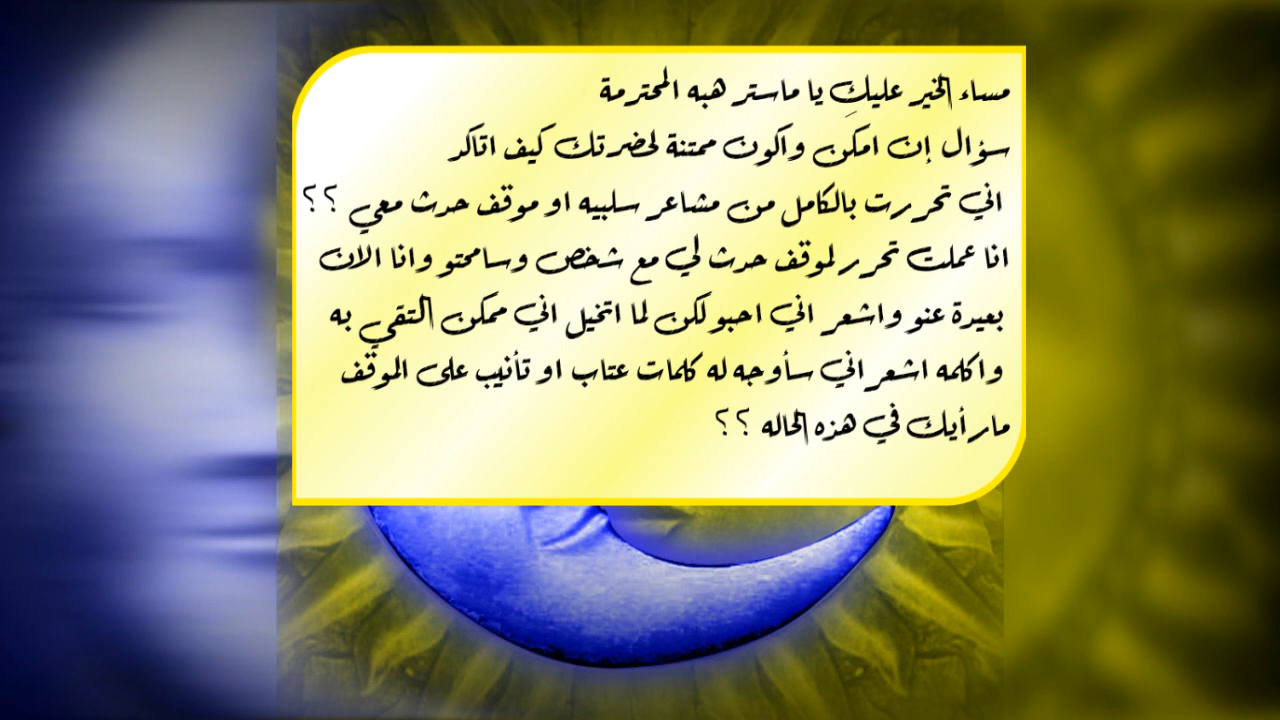 مساء الخير عليكِ يا ماستر هبه المحترمة
سؤال إن امكن واكون ممتنة لحضرتك كيف اتاكد
اني تحررت بالكامل من مشاعر سلبيه او موقف حدث معي ؟؟
انا عملت تحرر لموقف حدث لي مع شخص وسامحتو وانا الان
بعيدة عنو واشعر اني احبو لكن لما اتخيل اني ممكن التقي به
واكلمه اشعر اني سأوجه له كلمات عتاب او تأنيب على الموقف
مارأيك في هزه الحاله ؟؟